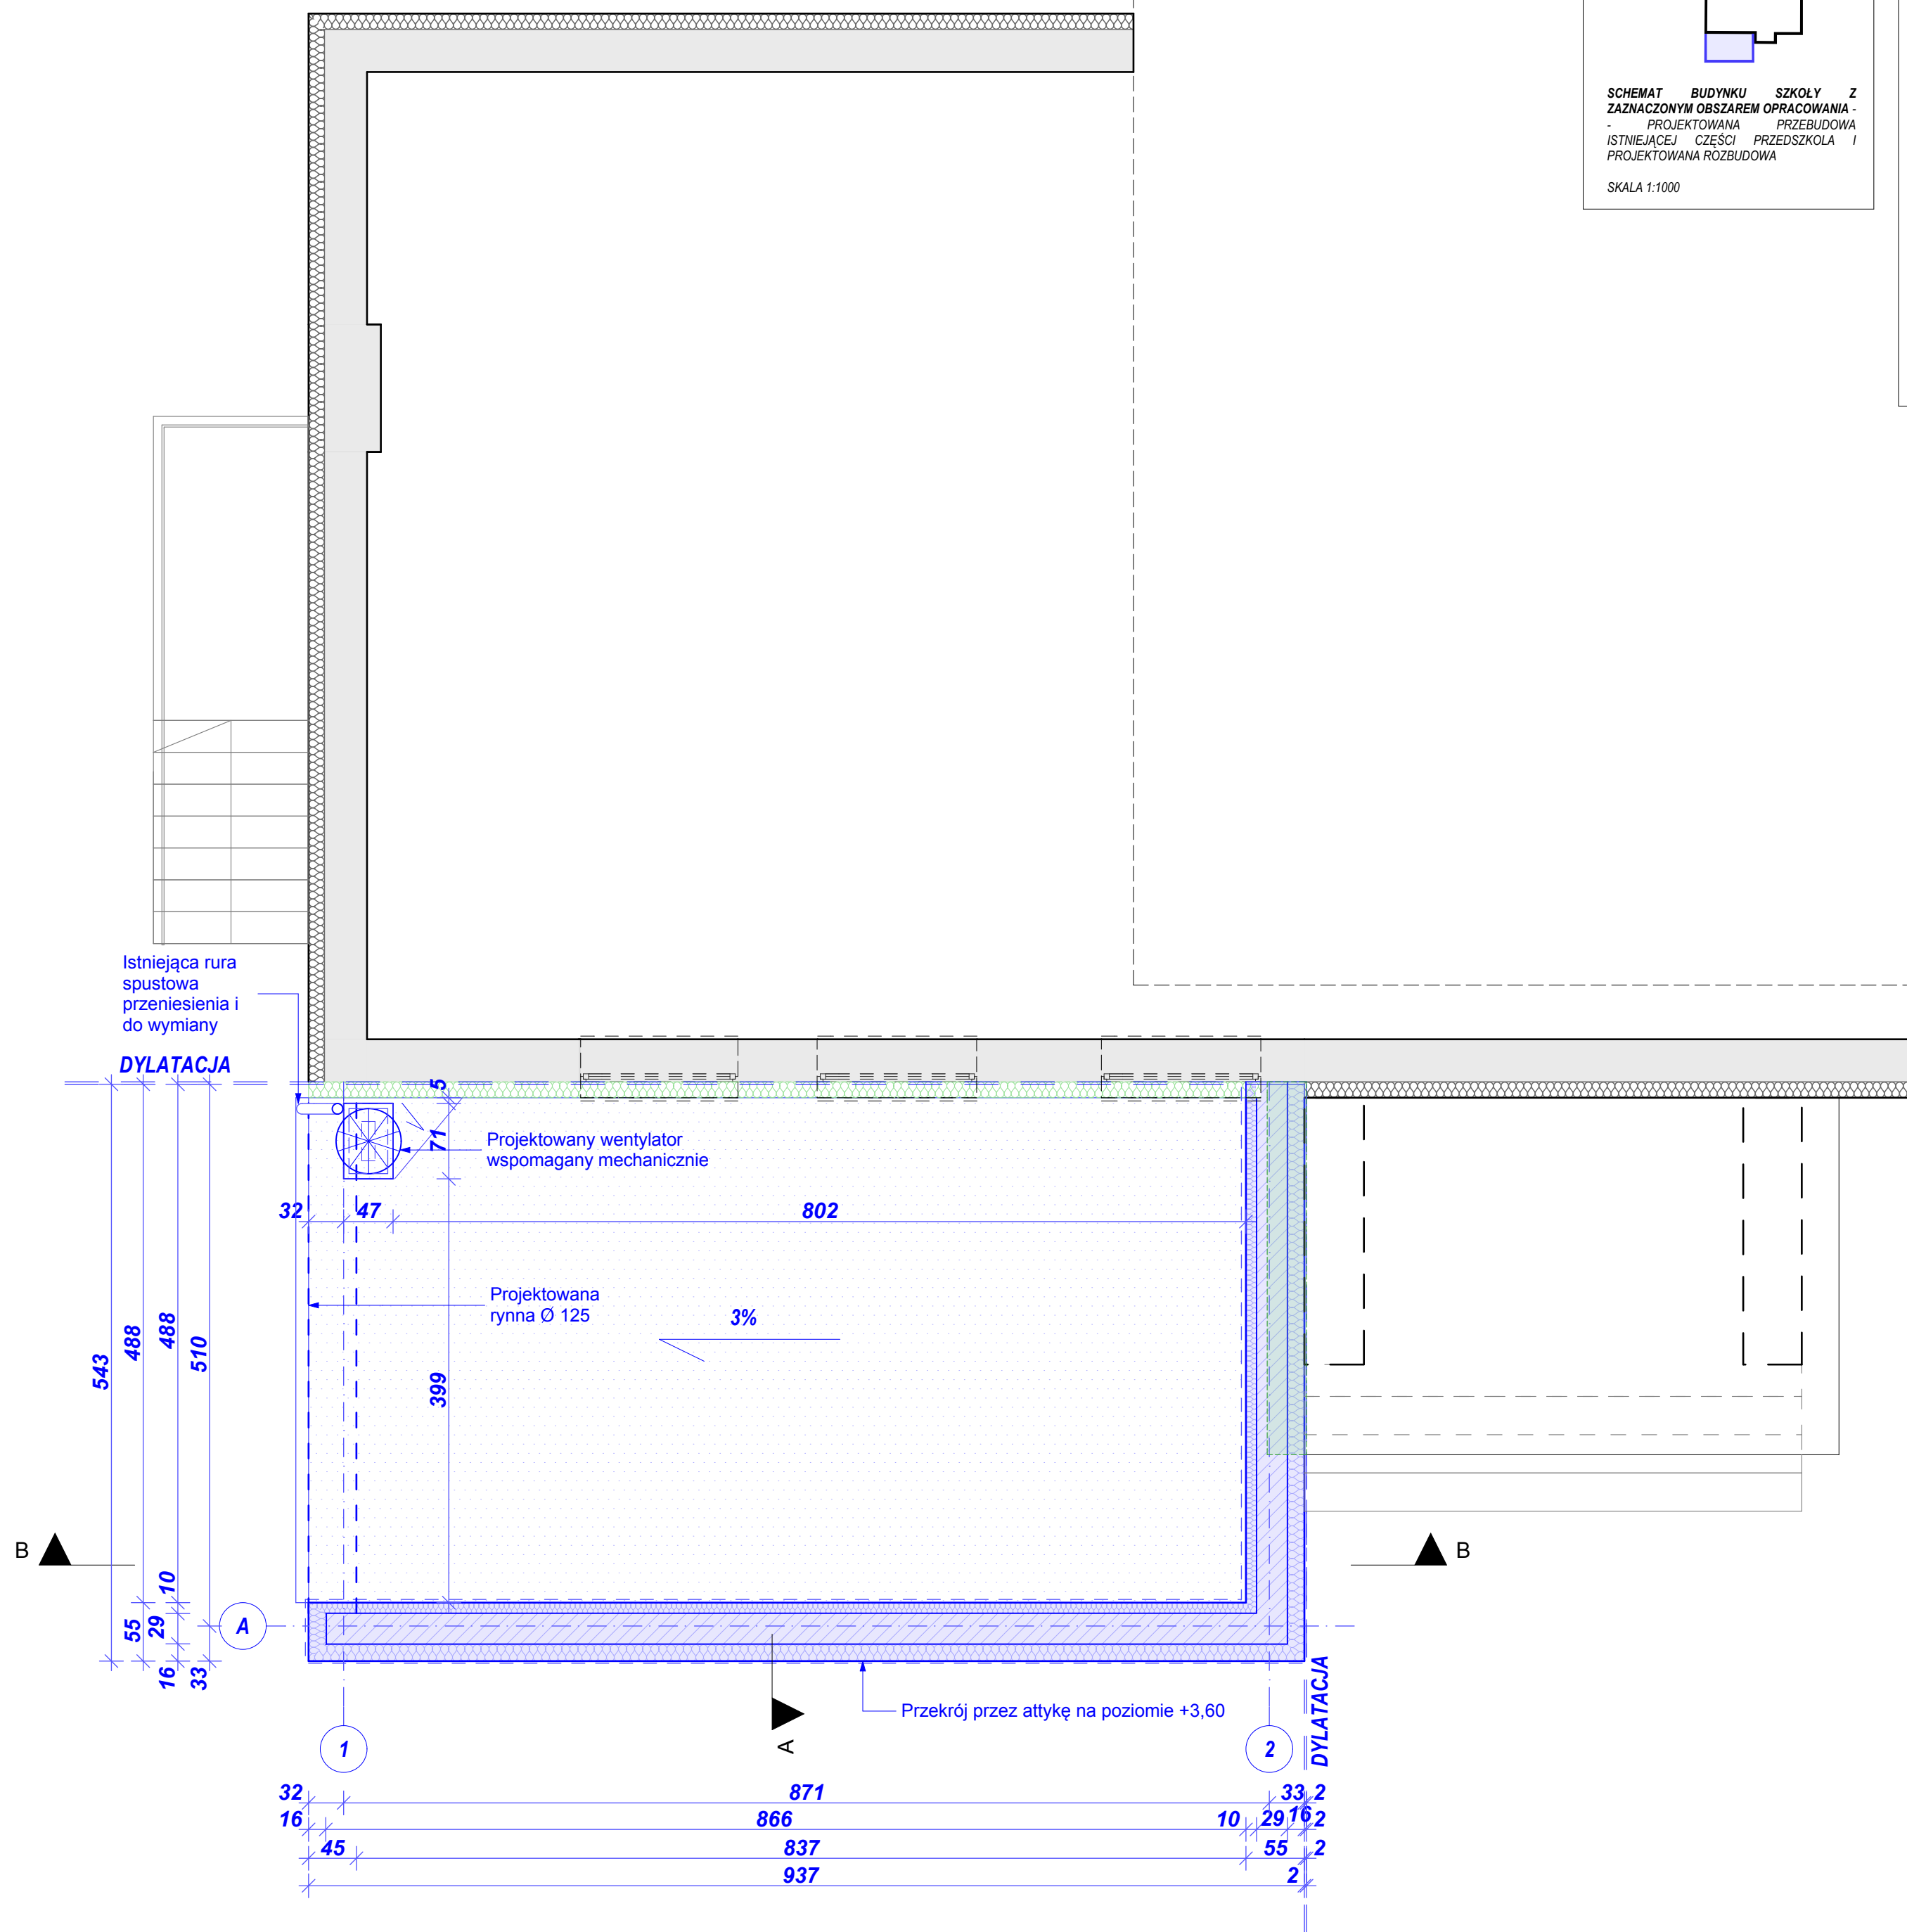 SCHEMAT BUDYNKU SZKOŁY Z
ZAZNACZONYM OBSZAREM OPRACOWANIA -
- PROJEKTOWANA PRZEBUDOWA
ISTNIEJĄCEJ CZĘŚCI PRZEDSZKOLA I
PROJEKTOWANA ROZBUDOWA
SKALA 1:1000
Istniejąca rura
spustowa
przeniesienia i
do wymiany
DYLATACJA
5
71
Projektowany wentylator
wspomagany mechanicznie
32 47 802
Projektowana
rynna Ø 125
3%
543
488
488
510
399
B
B
10
55
29
16
33
A
A
Przekrój przez attykę na poziomie +3,60
DYLATACJA
1
2
32 871 33 2
16 866 10 29 16 2
45 837 55 2
937 2